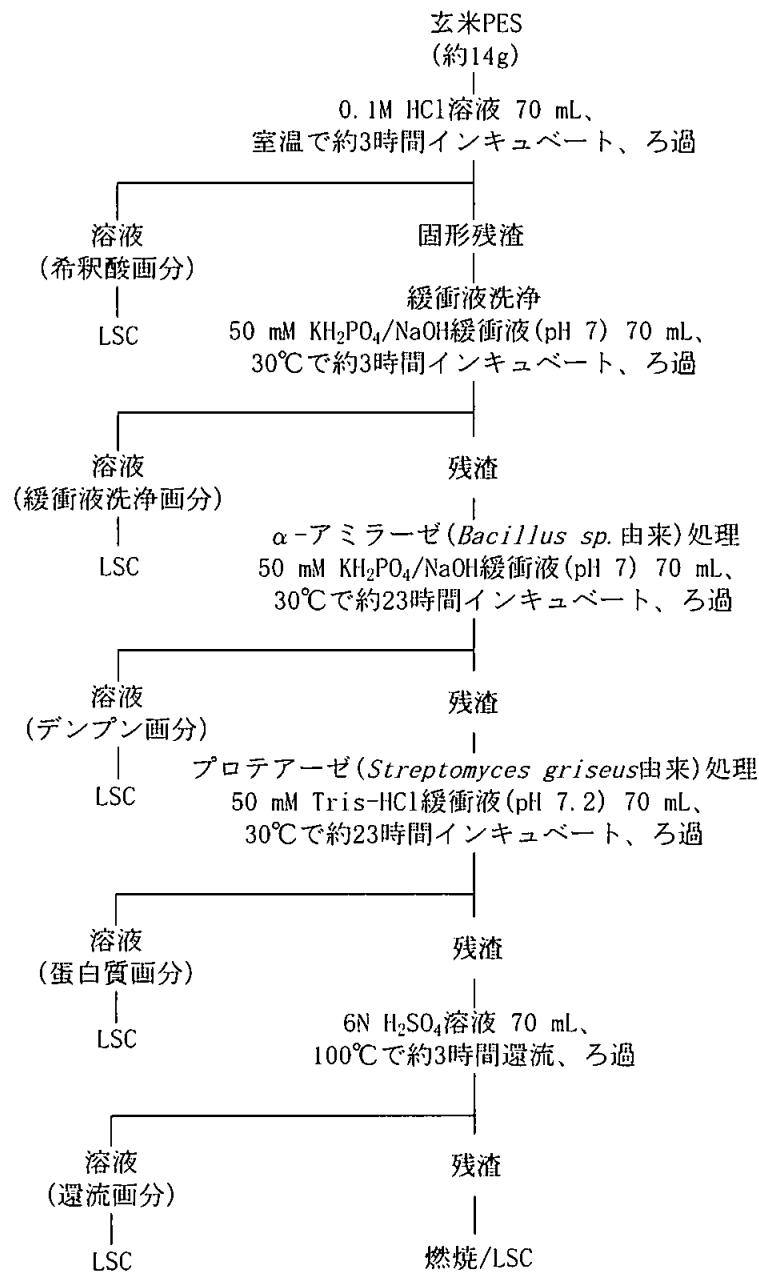 玄米PES
(約14g)
0.1M HCl溶液 70 mL、
室温で約3時間インキュベート、ろ過
溶液
(希釈酸画分)
LSC
固形残渣
緩衝液洗浄
50 mM KH₂PO₄/NaOH緩衝液(pH 7) 70 mL、
30℃で約3時間インキュベート、ろ過
溶液
(緩衝液洗浄画分)
LSC
残渣
α-アミラーゼ(Bacillus sp.由来)処理
50 mM KH₂PO₄/NaOH緩衝液(pH 7) 70 mL、
30℃で約23時間インキュベート、ろ過
溶液
(デンプン画分)
LSC
残渣
プロテアーゼ(Streptomyces griseus由来)処理
50 mM Tris-HCl緩衝液(pH 7.2) 70 mL、
30℃で約23時間インキュベート、ろ過
溶液
(蛋白質画分)
LSC
残渣
6N H₂SO₄溶液 70 mL、
100℃で約3時間還流、ろ過
溶液
(還流画分)
LSC
残渣
燃焼/LSC